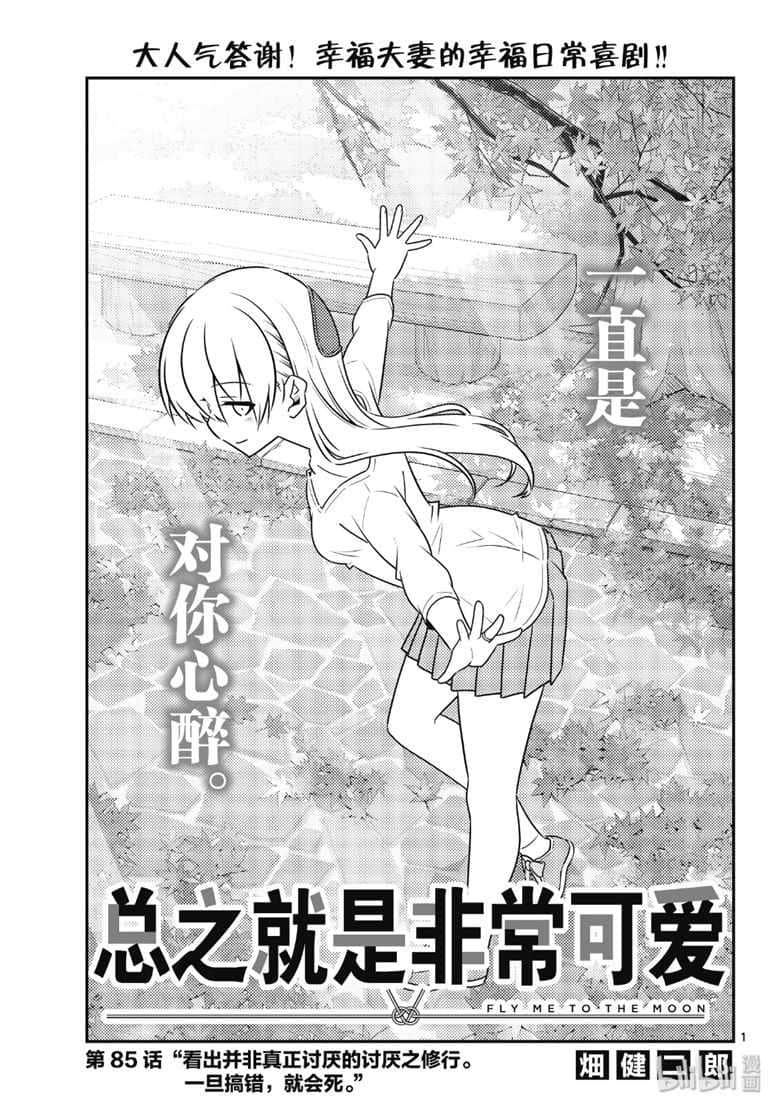 大人气答谢！幸福夫妻的幸福日常喜剧!!
一直是
对你心醉。
总之就是非常可爱
FLY ME TO THE MOON
1
第 85 话 “看出并非真正讨厌的讨厌之修行。
一旦搞错，就会死。”
畑健二郎
bilibili 漫画